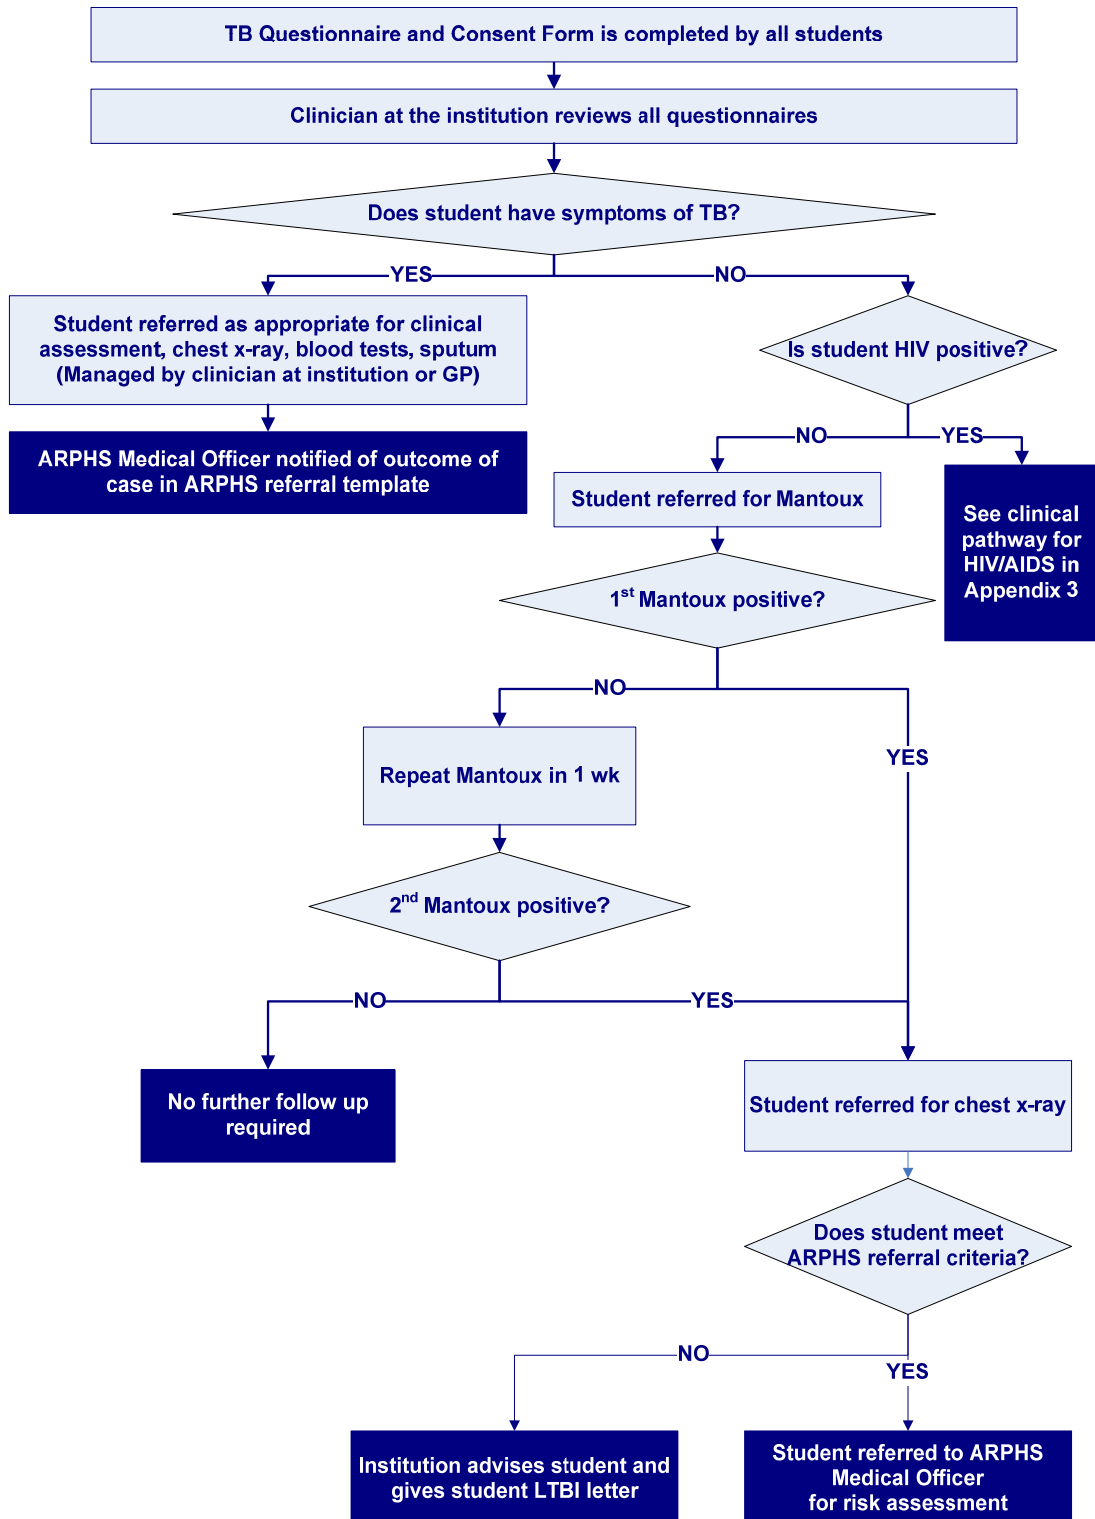 TB Questionnaire and Consent Form is completed by all students
Clinician at the institution reviews all questionnaires
Does student have symptoms of TB?
YES
NO
Student referred as appropriate for clinical
assessment, chest x-ray, blood tests, sputum
(Managed by clinician at institution or GP)
Is student HIV positive?
NO
YES
ARPHS Medical Officer notified of outcome of
case in ARPHS referral template
Student referred for Mantoux
See clinical
pathway for
HIV/AIDS in
Appendix 3
1st Mantoux positive?
NO
YES
Repeat Mantoux in 1 wk
2nd Mantoux positive?
NO
YES
No further follow up
required
Student referred for chest x-ray
Does student meet
ARPHS referral criteria?
NO
YES
Institution advises student and
gives student LTBI letter
Student referred to ARPHS
Medical Officer
for risk assessment